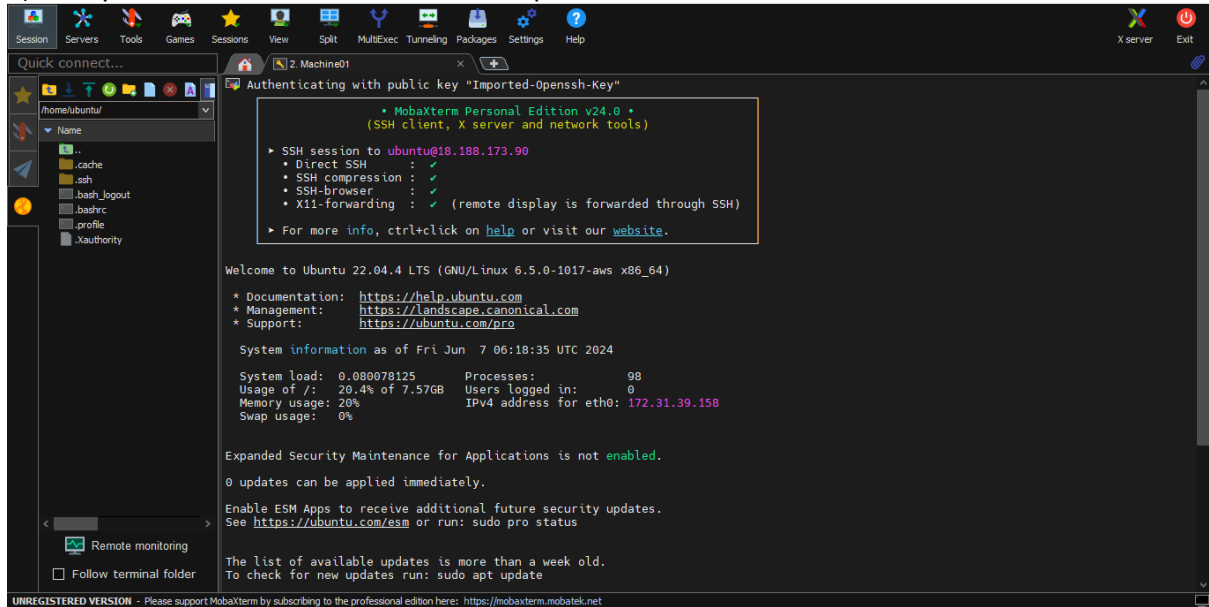 Session Servers Tools Games Sessions View Split MultiExec Tunneling Packages Settings Help X server Exit
Quick connect...
2. Machine01
/home/ubuntu/
Name
..
.cache
.ssh
.bash_logout
.bashrc
.profile
.Xauthority
Remote monitoring
Follow terminal folder
Authenticating with public key "Imported-Openssh-Key"
• MobaXterm Personal Edition v24.0 •
(SSH client, X server and network tools)
➤ SSH session to ubuntu@18.188.173.90
• Direct SSH : ✔
• SSH compression : ✔
• SSH-browser : ✔
• X11-forwarding : ✔ (remote display is forwarded through SSH)
➤ For more info, ctrl+click on help or visit our website.
Welcome to Ubuntu 22.04.4 LTS (GNU/Linux 6.5.0-1017-aws x86_64)
* Documentation: https://help.ubuntu.com
* Management: https://landscape.canonical.com
* Support: https://ubuntu.com/pro
System information as of Fri Jun 7 06:18:35 UTC 2024
System load: 0.080078125 Processes: 98
Usage of /: 20.4% of 7.57GB Users logged in: 0
Memory usage: 20% IPv4 address for eth0: 172.31.39.158
Swap usage: 0%
Expanded Security Maintenance for Applications is not enabled.
0 updates can be applied immediately.
Enable ESM Apps to receive additional future security updates.
See https://ubuntu.com/esm or run: sudo pro status
The list of available updates is more than a week old.
To check for new updates run: sudo apt update
UNREGISTERED VERSION - Please support MobaXterm by subscribing to the professional edition here: https://mobaxterm.mobatek.net